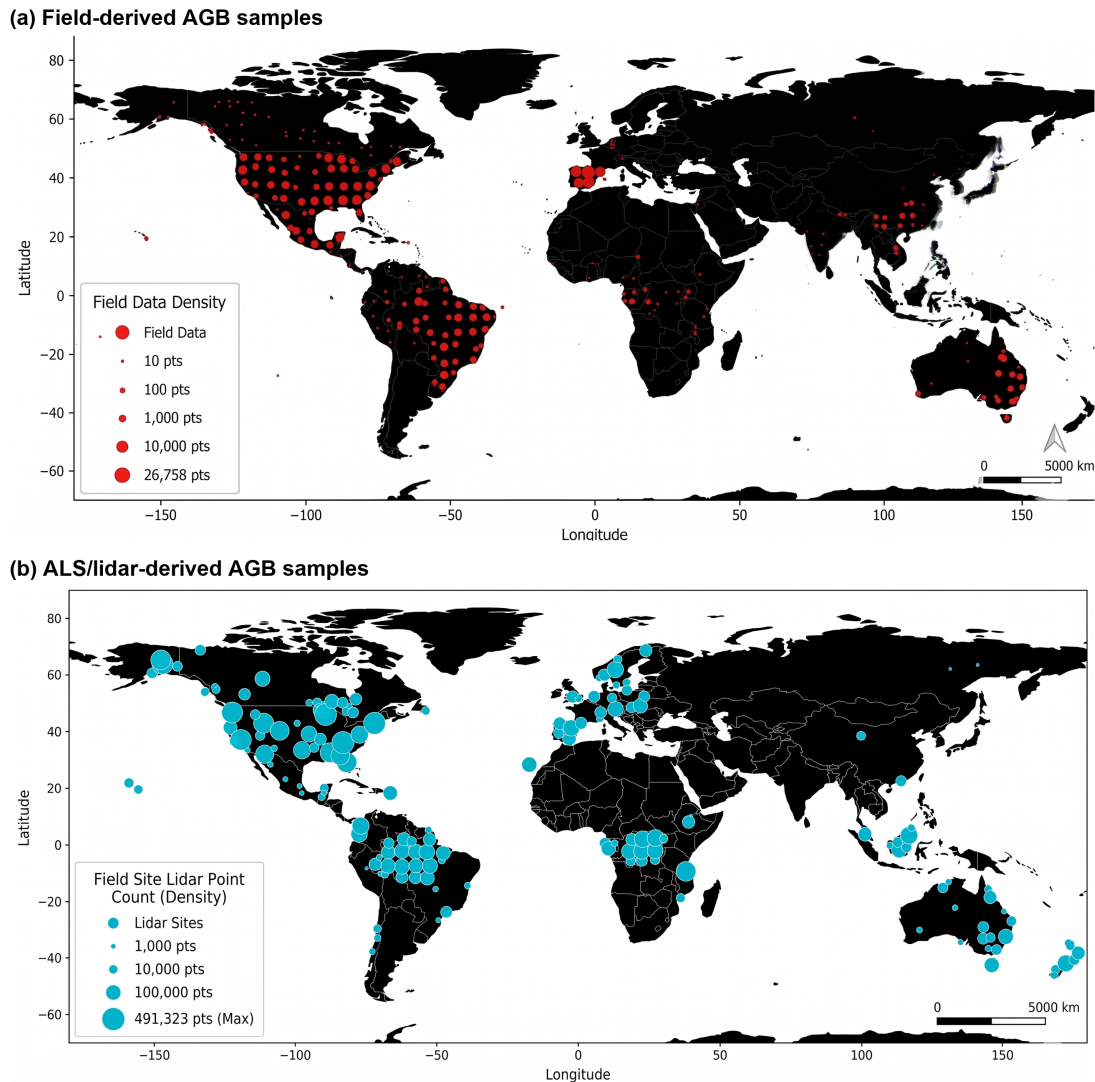 (a) Field-derived AGB samples
80
60
40
20
0
−20
−40
−60
Latitude
Field Data Density
Field Data
10 pts
100 pts
1,000 pts
10,000 pts
26,758 pts
0 5000 km
−150 −100 −50 0 50 100 150
Longitude
(b) ALS/lidar-derived AGB samples
80
60
40
20
0
−20
−40
−60
Latitude
Field Site Lidar Point
Count (Density)
Lidar Sites
1,000 pts
10,000 pts
100,000 pts
491,323 pts (Max)
0 5000 km
−150 −100 −50 0 50 100 150
Longitude